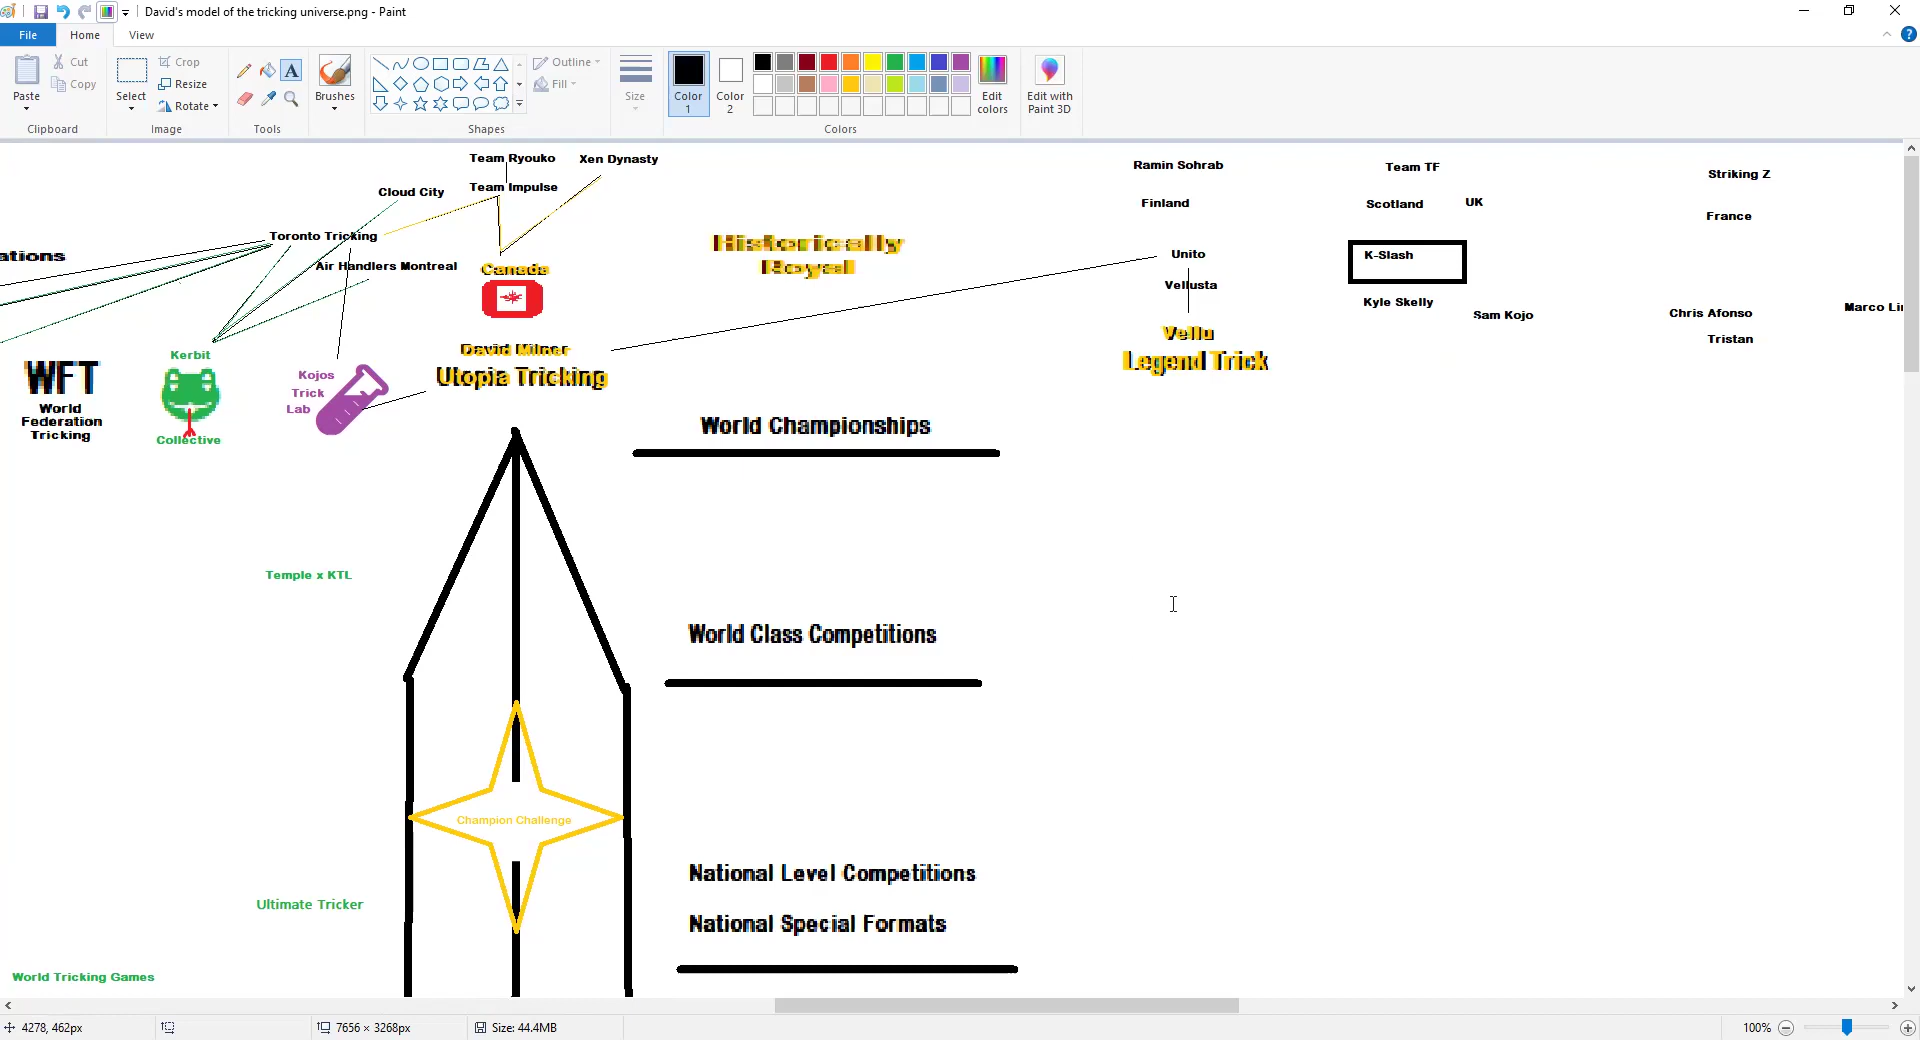 David's model of the tricking universe.png - Paint
File
Home
View
Paste
Cut
Copy
Clipboard
Select
Crop
Resize
Rotate
Image
A
Tools
Brushes
Shapes
Outline
Fill
Size
Color
1
Color
2
Edit
colors
Colors
Edit with
Paint 3D
Team Ryouko
Xen Dynasty
Cloud City
Team Impulse
Toronto Tricking
ations
Air Handlers Montreal
Canada
Historically
Royal
David Milner
Utopia Tricking
WFT
World
Federation
Tricking
Kerbit
Collective
Kojos
Trick
Lab
Ramin Sohrab
Finland
Unito
Vellusta
Vellu
Legend Trick
Team TF
Scotland
UK
K-Slash
Kyle Skelly
Sam Kojo
Striking Z
France
Chris Afonso
Tristan
Marco Li
World Championships
Temple x KTL
World Class Competitions
Champion Challenge
National Level Competitions
Ultimate Tricker
National Special Formats
World Tricking Games
4278, 462px
7656 × 3268px
Size: 44.4MB
100%